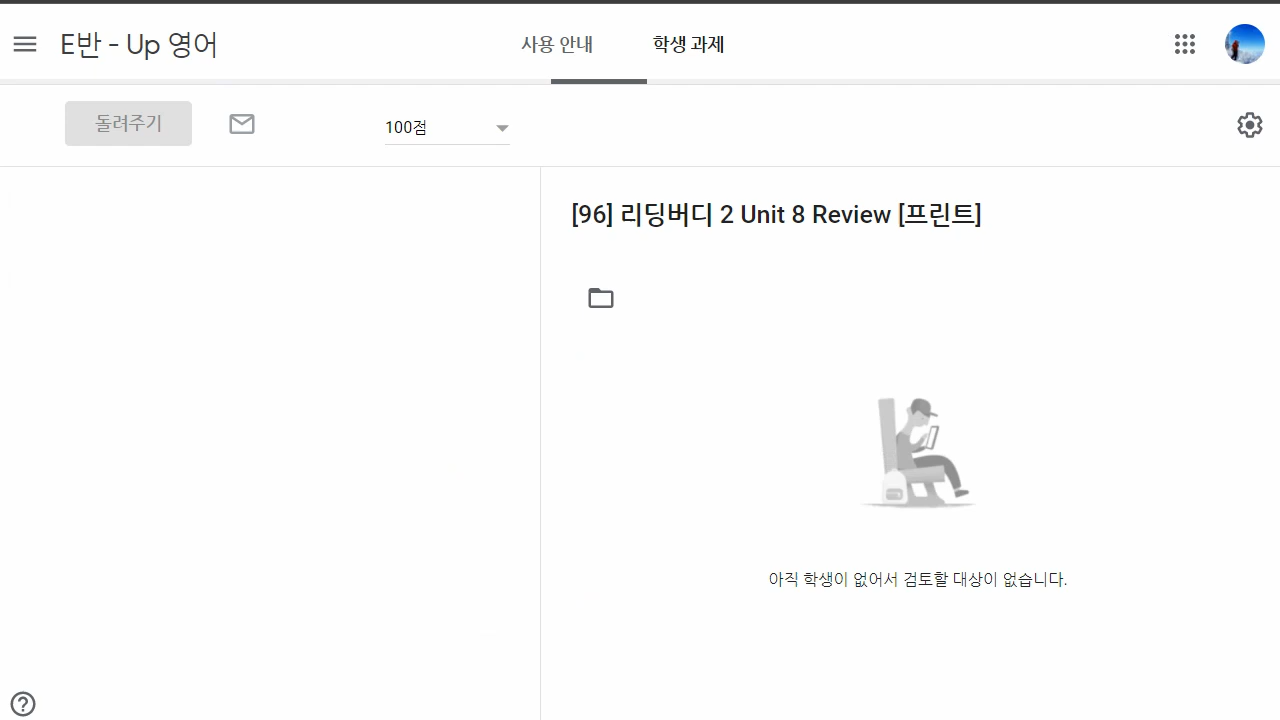 E반 - Up 영어
사용 안내
학생 과제
돌려주기
100점
[96] 리딩버디 2 Unit 8 Review [프린트]
아직 학생이 없어서 검토할 대상이 없습니다.